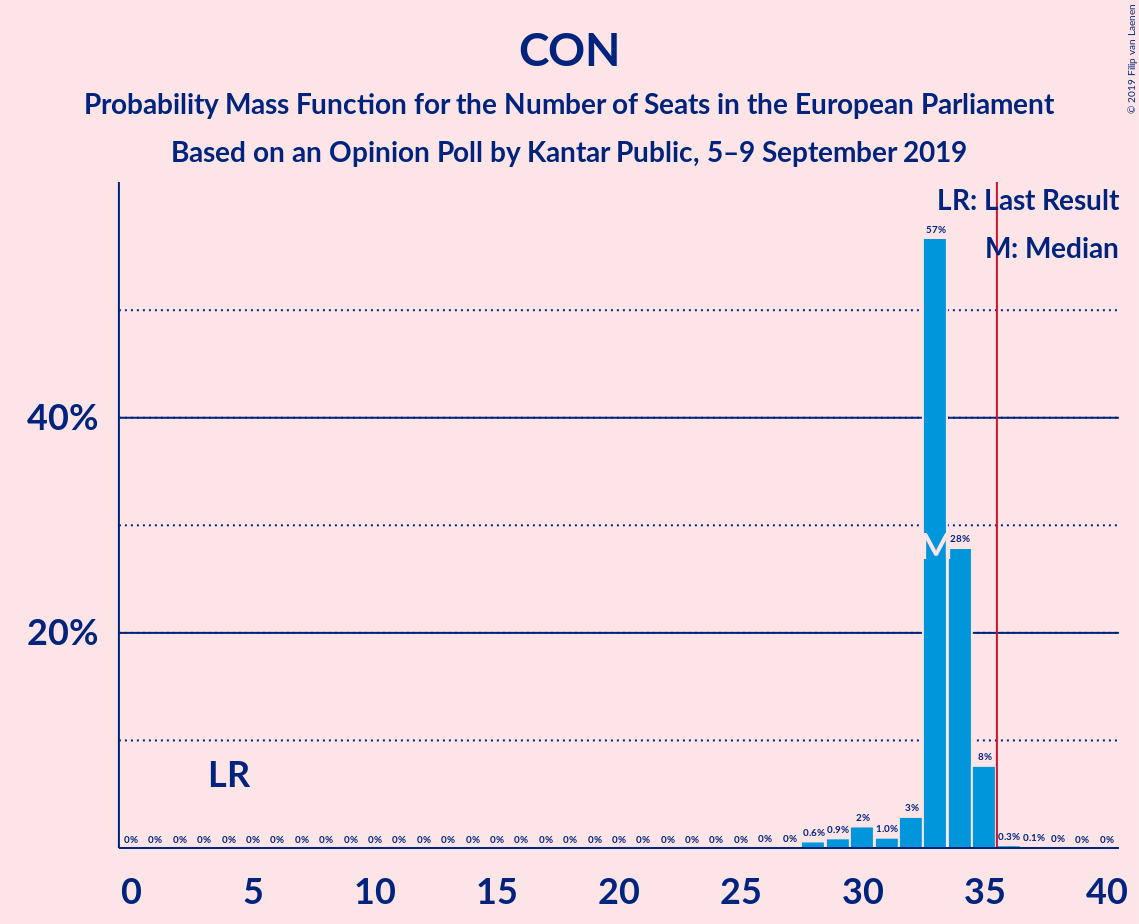 CON
Probability Mass Function for the Number of Seats in the European Parliament
Based on an Opinion Poll by Kantar Public, 5–9 September 2019
© 2019 Filip van Laenen
LR: Last Result
M: Median
57%
40%
28%
M
20%
LR
8%
3%
0% 0% 0% 0% 0% 0% 0% 0% 0% 0% 0% 0% 0% 0% 0% 0% 0% 0% 0% 0% 0% 0% 0% 0% 0% 0% 0% 0% 0.6% 0.9% 2% 1.0% 0.3% 0.1% 0% 0% 0%
0 5 10 15 20 25 30 35 40